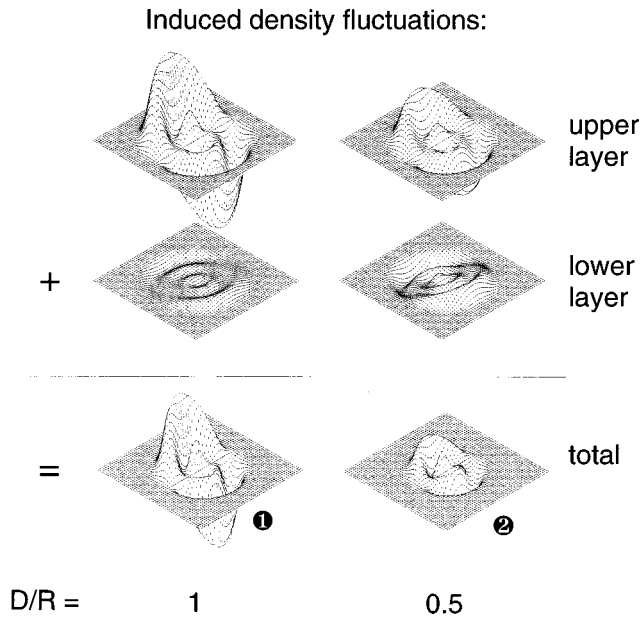 Induced density fluctuations:
upper
layer
+
lower
layer
=
total
❶
❷
D/R = 1 0.5